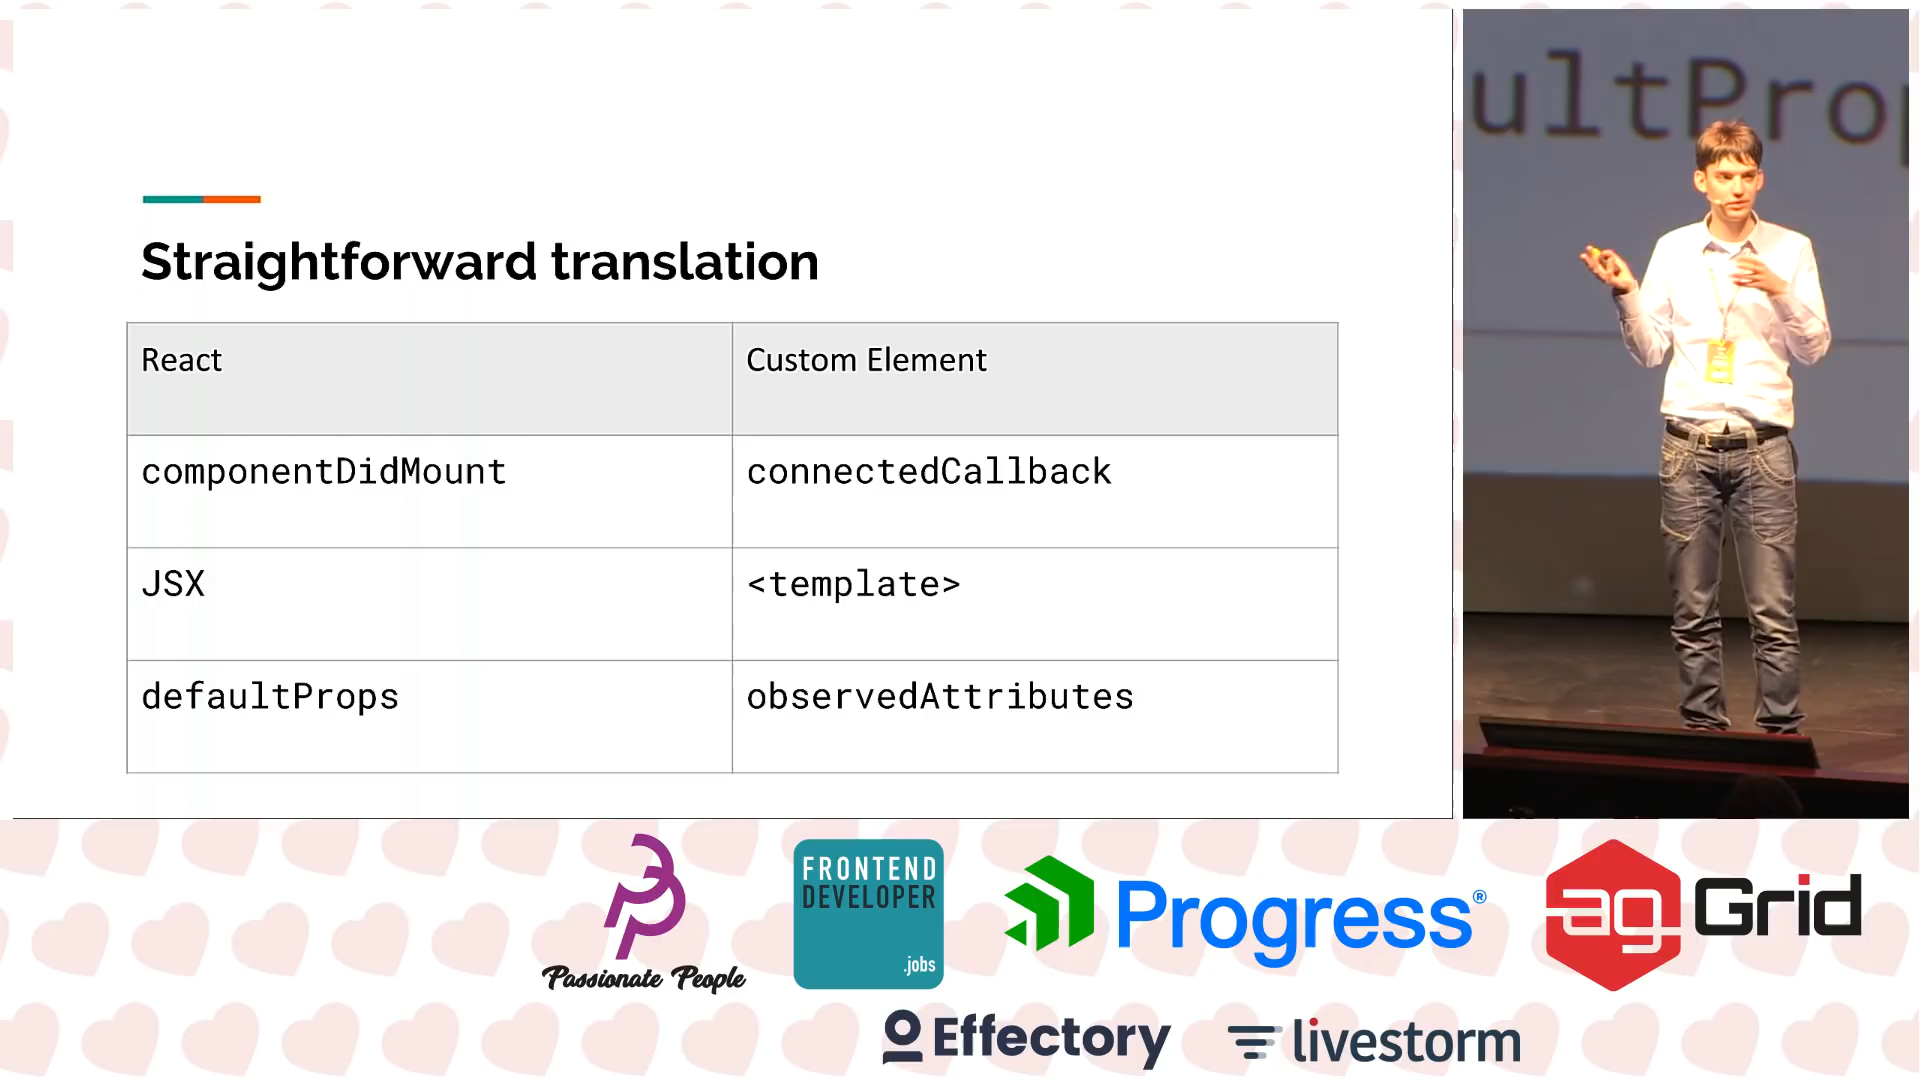 Straightforward translation
React
Custom Element
componentDidMount
connectedCallback
JSX
<template>
defaultProps
observedAttributes
ultProp
Passionate People
FRONTEND
DEVELOPER
.jobs
Progress®
ag Grid
Effectory
livestorm